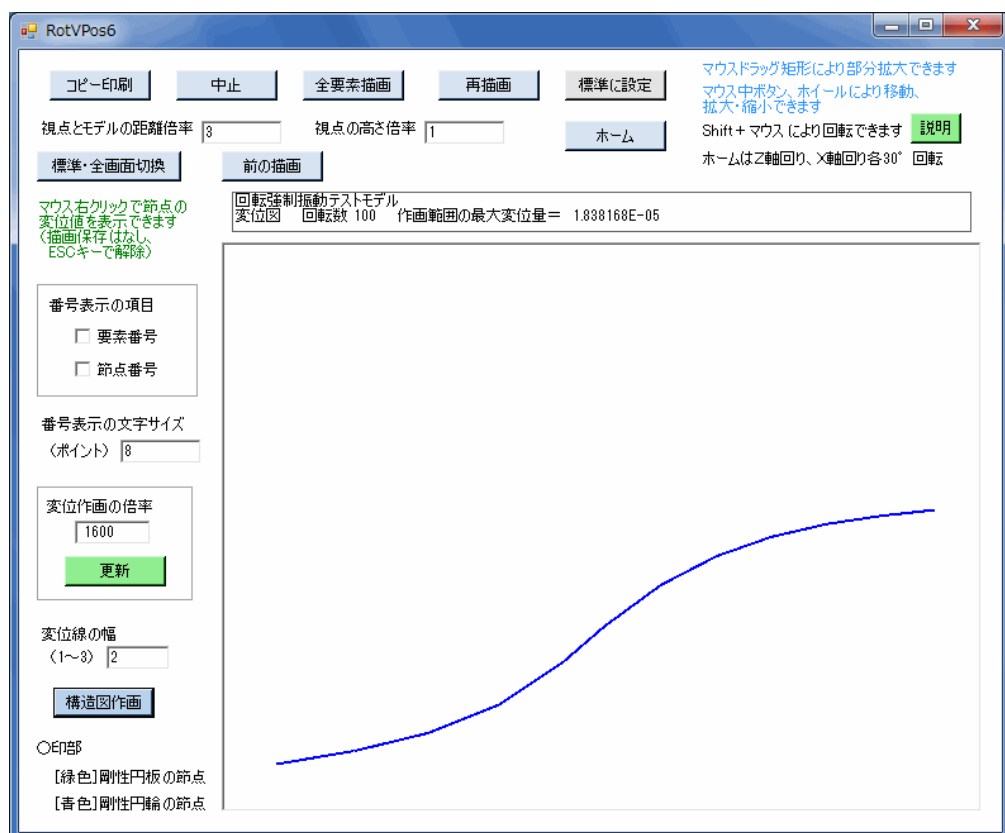 RotVPos6
コピー印刷
中止
全要素描画
再描画
標準に設定
マウスドラッグ矩形により部分拡大できます
マウス中ボタン、ホイールにより移動、
拡大・縮小できます
視点とモデルの距離倍率 3
視点の高さ倍率 1
ホーム
Shift+マウスにより回転できます 説明
ホームはZ軸回り、X軸回り各30°回転
標準・全画面切換
前の描画
マウス右クリックで節点の
変位値を表示できます
(描画保存はなし、
ESCキーで解除)
回転強制振動テストモデル
変位図 回転数 100 作画範囲の最大変位量= 1.838168E-05
番号表示の項目
要素番号
節点番号
番号表示の文字サイズ
(ポイント) 8
変位作画の倍率
1600
更新
変位線の幅
(1~3) 2
構造図作画
○印部
[緑色]剛性円板の節点
[青色]剛性円輪の節点